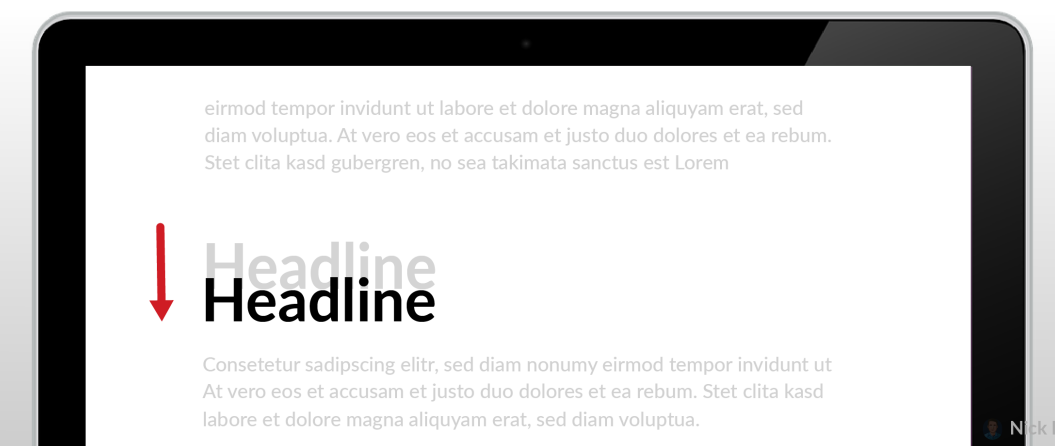 eirmod tempor invidunt ut labore et dolore magna aliquyam erat, sed
diam voluptua. At vero eos et accusam et justo duo dolores et ea rebum.
Stet clita kasd gubergren, no sea takimata sanctus est Lorem
Headline
Headline
Consetetur sadipscing elitr, sed diam nonumy eirmod tempor invidunt ut
At vero eos et accusam et justo duo dolores et ea rebum. Stet clita kasd
labore et dolore magna aliquyam erat, sed diam voluptua.
Nick